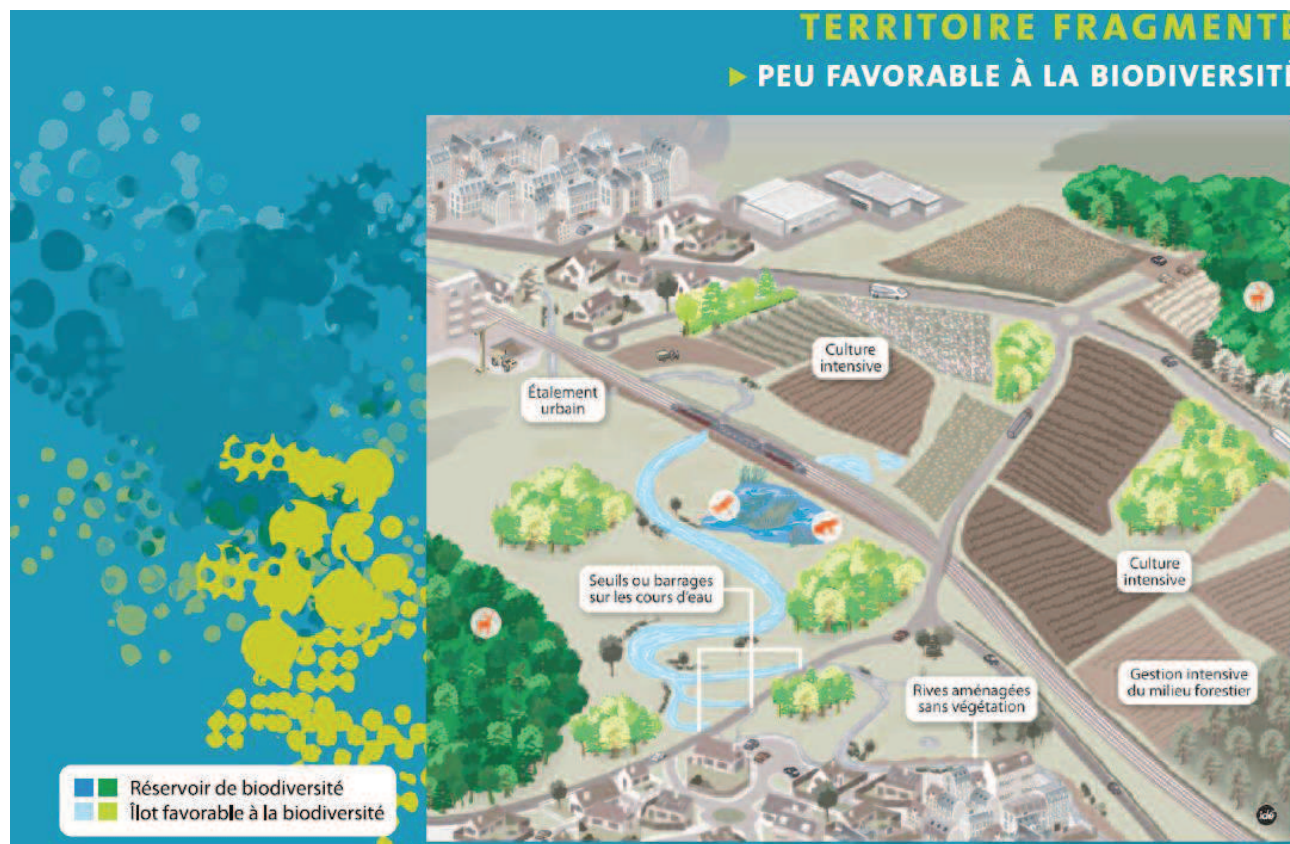 TERRITOIRE FRAGMENTÉ
PEU FAVORABLE À LA BIODIVERSITÉ
Culture
intensive
Étalement
urbain
Seuils ou barrages
sur les cours d'eau
Culture
intensive
Gestion intensive
du milieu forestier
Rives aménagées
sans végétation
Réservoir de biodiversité
Îlot favorable à la biodiversité
idé